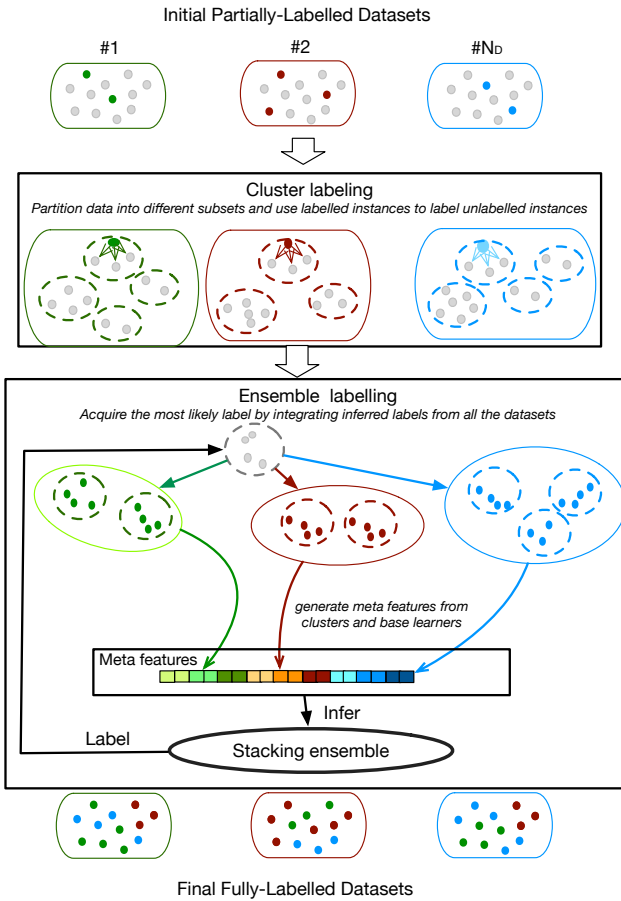 Initial Partially-Labelled Datasets
#1
#2
#ND
Cluster labeling
Partition data into different subsets and use labelled instances to label unlabelled instances
Ensemble labelling
Acquire the most likely label by integrating inferred labels from all the datasets
generate meta features from
clusters and base learners
Meta features
Infer
Label
Stacking ensemble
Final Fully-Labelled Datasets